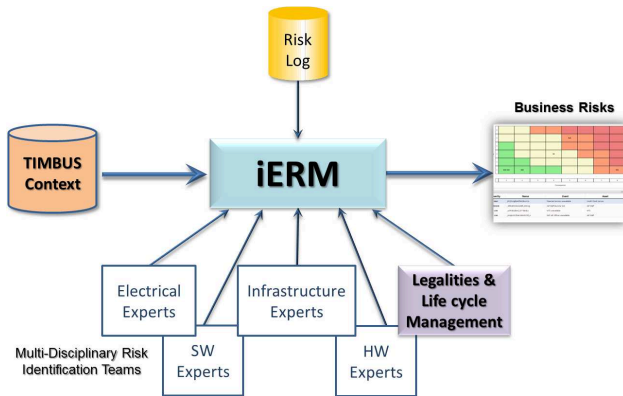 Risk
Log
Business Risks
TIMBUS
Context
iERM
Electrical
Experts
Infrastructure
Experts
Legalities &
Life cycle
Management
SW
Experts
HW
Experts
Multi-Disciplinary Risk
Identification Teams